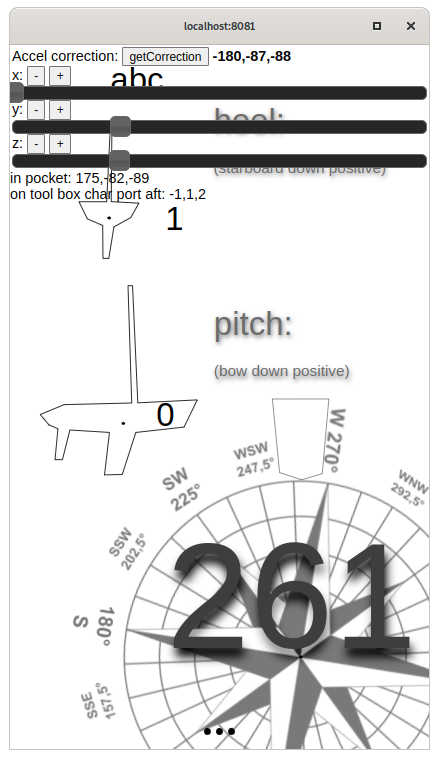 localhost:8081
Accel correction: getCorrection -180,-87,-88
x: - +
abc
y: - +
heel:
z: - +
(starboard down positive)
in pocket: 175,-82,-89
on tool box char port aft: -1,1,2
1
pitch:
(bow down positive)
0
W 270°
WSW
247,5°
WNW
292,5°
SW
225°
SSW
202,5°
261
S 180°
SSE
157,5°